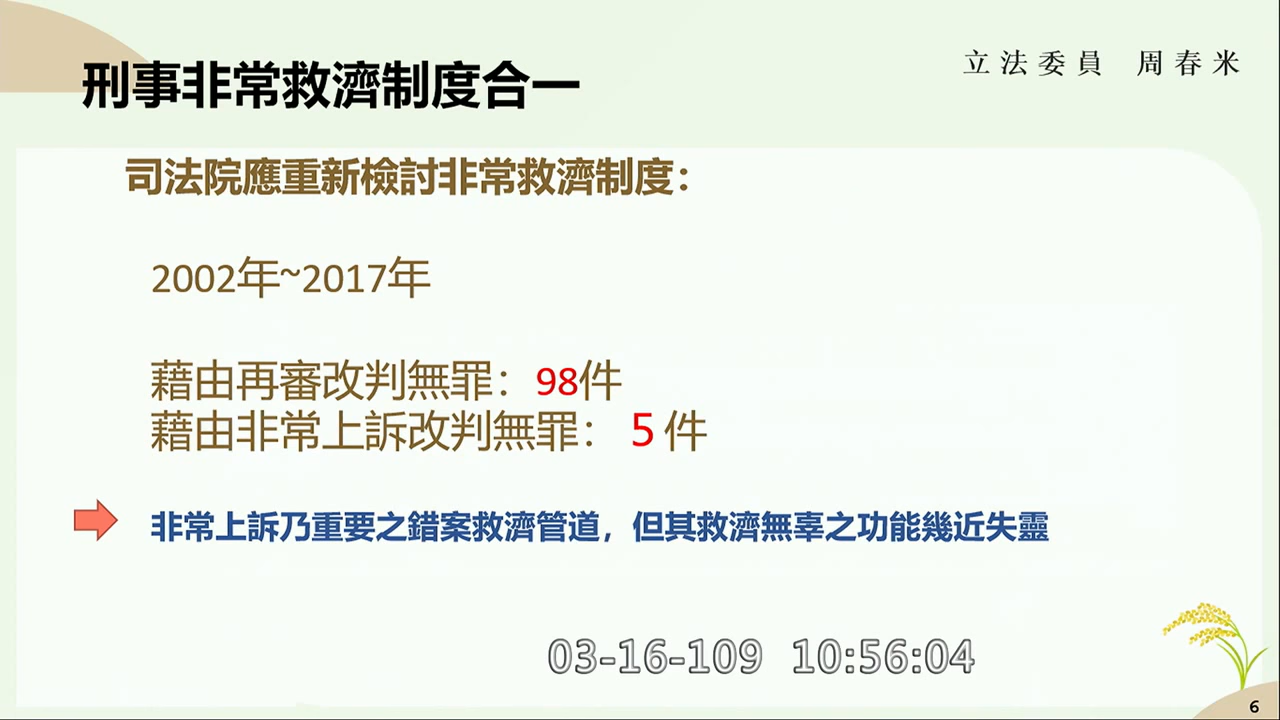 立法委員 周春米
刑事非常救濟制度合一
司法院應重新檢討非常救濟制度：
2002年~2017年
藉由再審改判無罪：98件
藉由非常上訴改判無罪： 5 件
非常上訴乃重要之錯案救濟管道，但其救濟無辜之功能幾近失靈
03-16-109 10:56:04
6